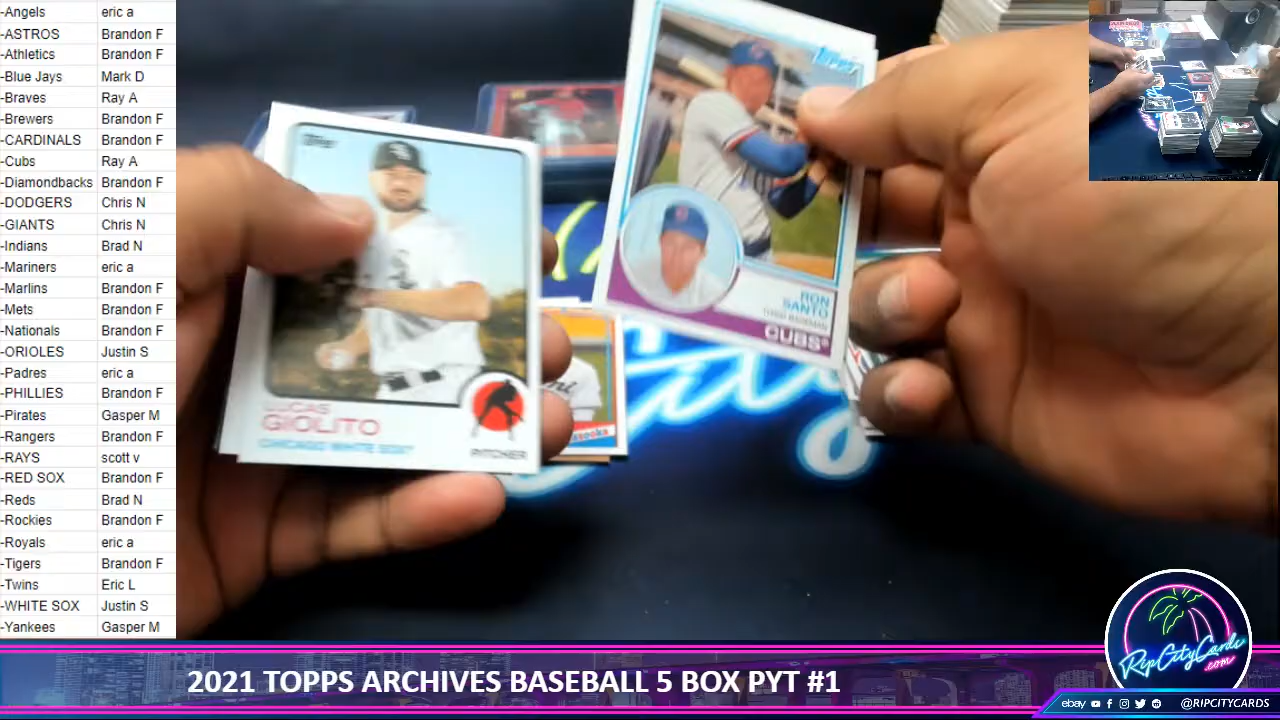 -Angels eric a
-ASTROS Brandon F
-Athletics Brandon F
-Blue Jays Mark D
-Braves Ray A
-Brewers Brandon F
-CARDINALS Brandon F
-Cubs Ray A
-Diamondbacks Brandon F
-DODGERS Chris N
-GIANTS Chris N
-Indians Brad N
-Mariners eric a
-Marlins Brandon F
-Mets Brandon F
-Nationals Brandon F
-ORIOLES Justin S
-Padres eric a
-PHILLIES Brandon F
-Pirates Gasper M
-Rangers Brandon F
-RAYS scott v
-RED SOX Brandon F
-Reds Brad N
-Rockies Brandon F
-Royals eric a
-Tigers Brandon F
-Twins Eric L
-WHITE SOX Justin S
-Yankees Gasper M
Topps
LUCAS
GIOLITO
CHICAGO WHITE SOX
PITCHER
Topps
RON
SANTO
THIRD BASEMAN
CUBS
2021 TOPPS ARCHIVES BASEBALL 5 BOX PYT #1
RipCityCards
.com
ebay @RIPCITYCARDS